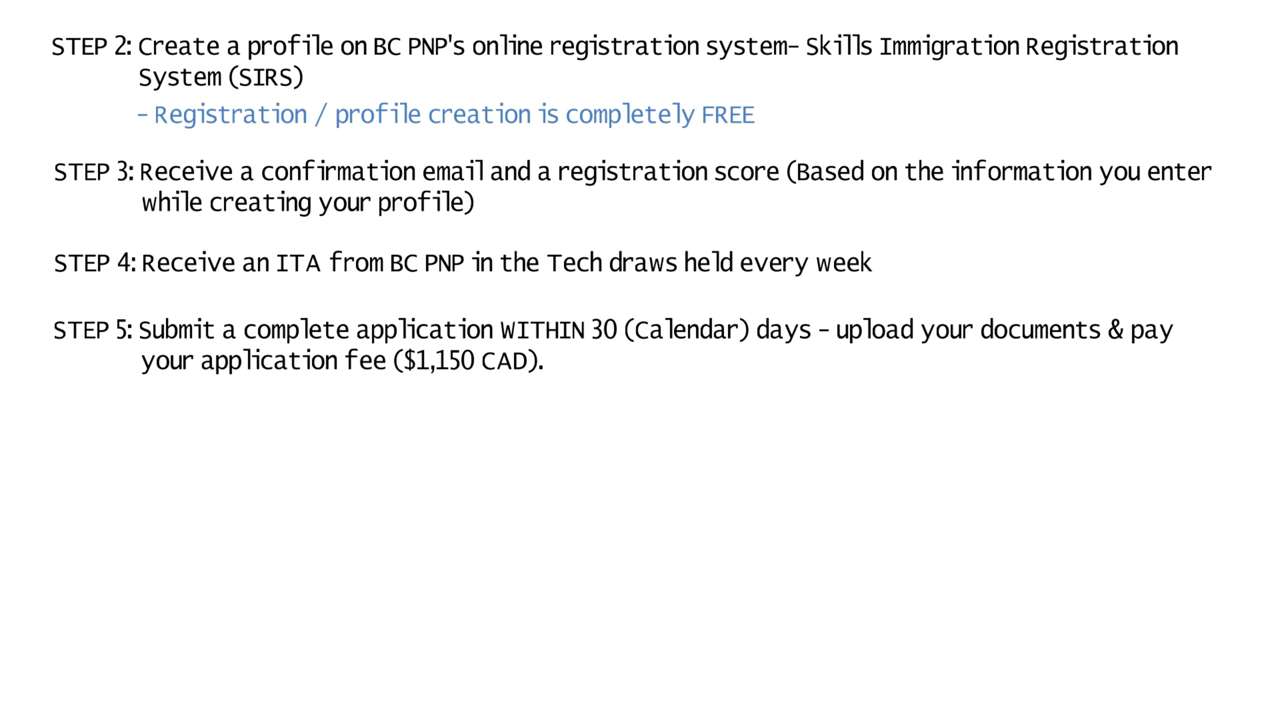 STEP 2: Create a profile on BC PNP's online registration system- Skills Immigration Registration
System (SIRS)
- Registration / profile creation is completely FREE
STEP 3: Receive a confirmation email and a registration score (Based on the information you enter
while creating your profile)
STEP 4: Receive an ITA from BC PNP in the Tech draws held every week
STEP 5: Submit a complete application WITHIN 30 (Calendar) days - upload your documents & pay
your application fee ($1,150 CAD).